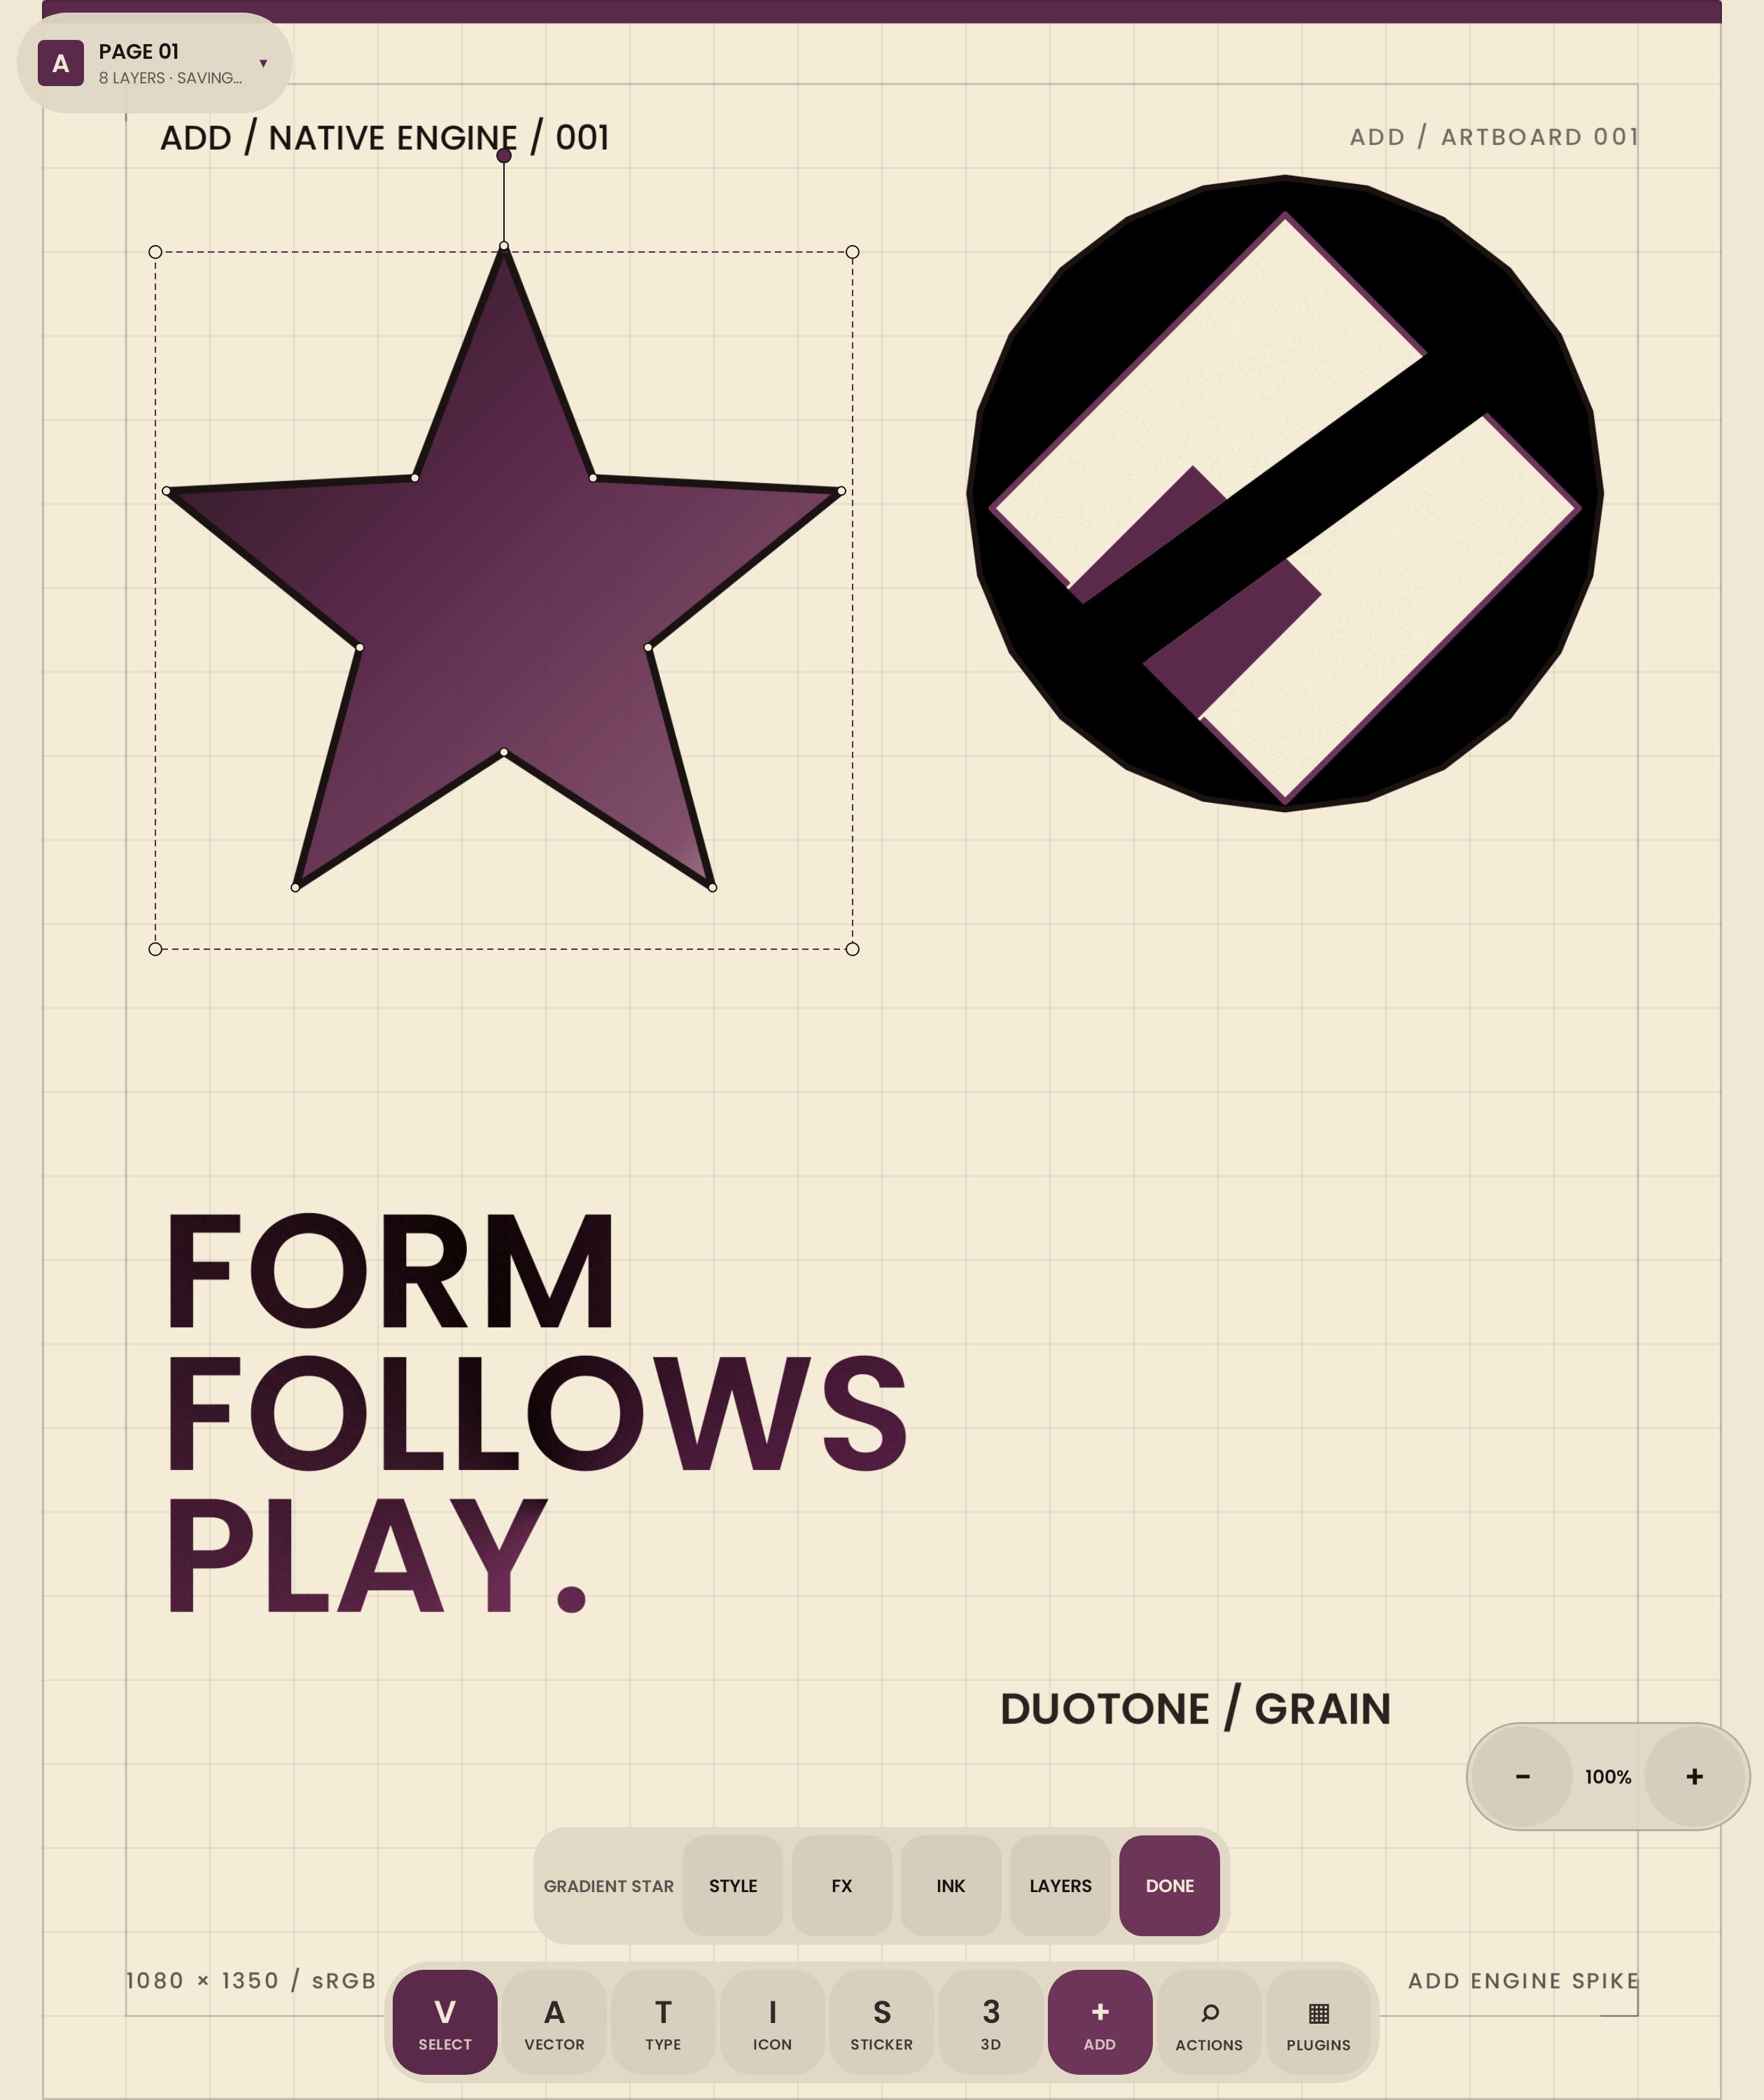 A
PAGE 01
8 LAYERS · SAVING...
▼
ADD / NATIVE ENGINE / 001
ADD / ARTBOARD 001
FORM
FOLLOWS
PLAY.
DUOTONE / GRAIN
− 100% +
GRADIENT STAR STYLE FX INK LAYERS DONE
1080 × 1350 / sRGB
ADD ENGINE SPIKE
V A T I S 3 +
SELECT VECTOR TYPE ICON STICKER 3D ADD ACTIONS PLUGINS